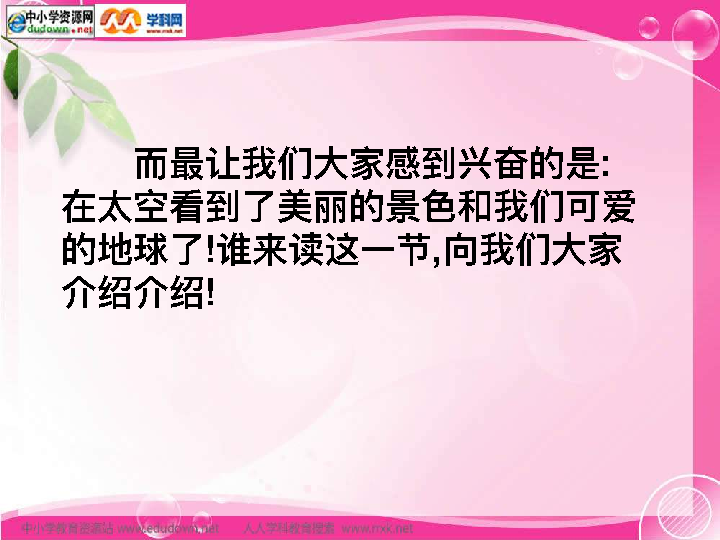 中小学资源网
edudown.net
学科网
www.nxk.net
而最让我们大家感到兴奋的是:
在太空看到了美丽的景色和我们可爱
的地球了!谁来读这一节,向我们大家
介绍介绍!
中小学教育资源站 www.edudown.net 人人学科教育搜索 www.rrxk.net